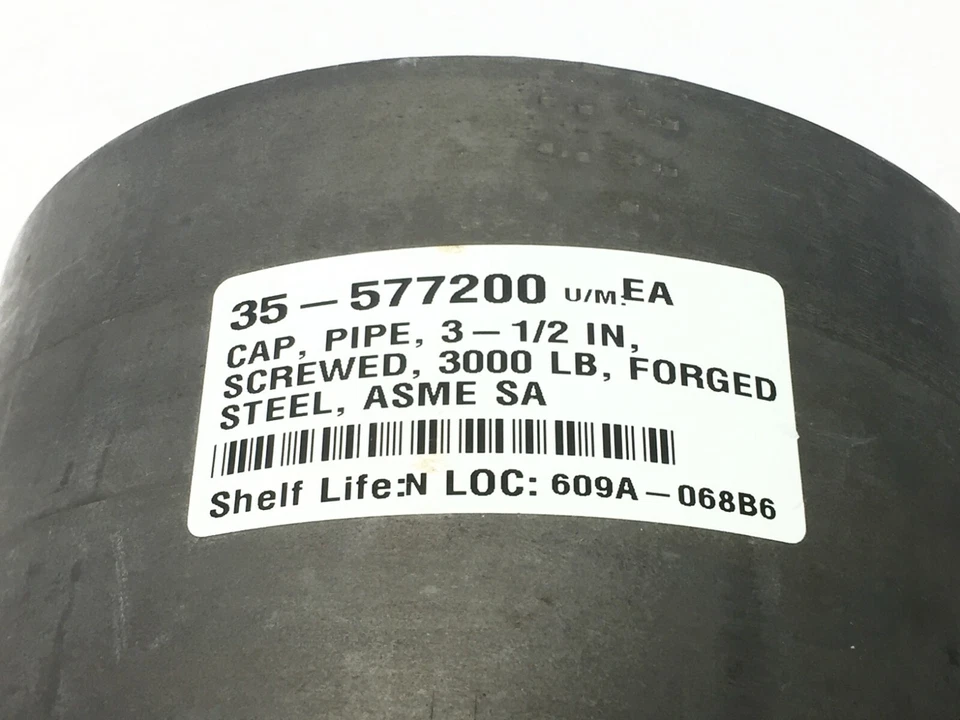 35-577200 U/M:EA
CAP, PIPE, 3-1/2 IN,
SCREWED, 3000 LB, FORGED
STEEL, ASME SA
Shelf Life:N LOC: 609A-068B6